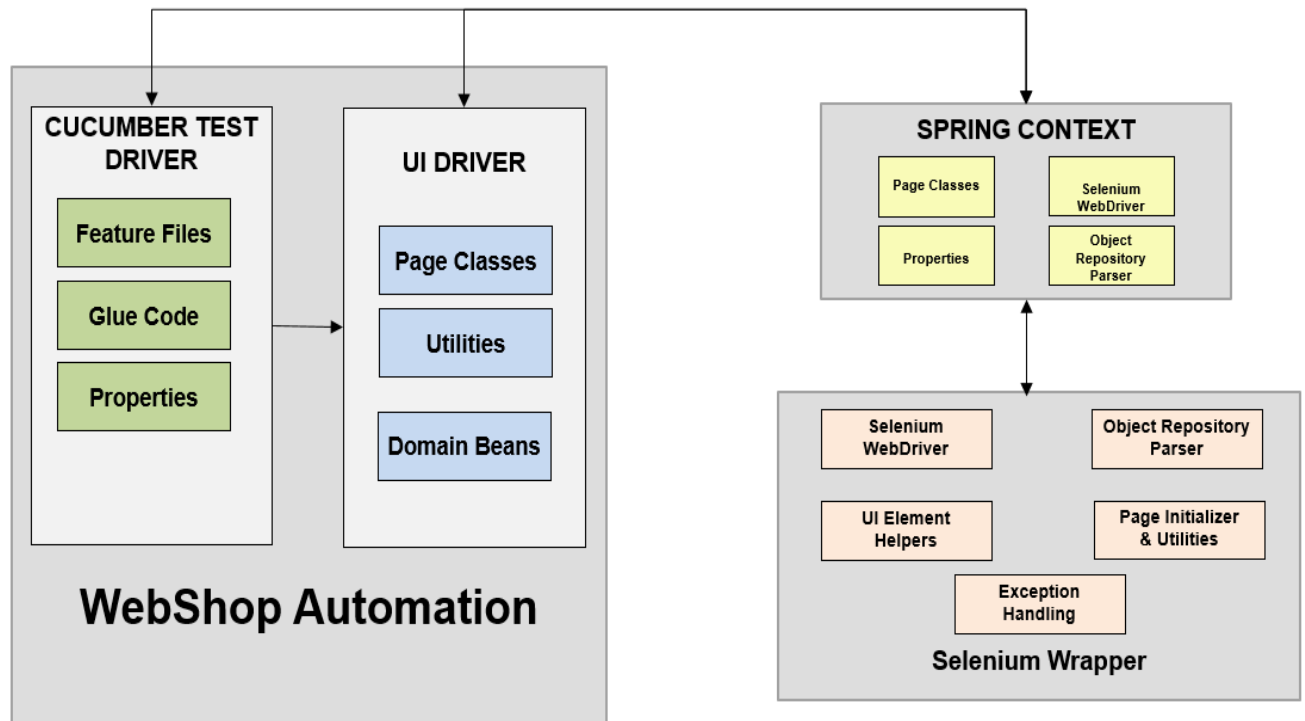 CUCUMBER TEST
DRIVER
Feature Files
Glue Code
Properties
UI DRIVER
Page Classes
Utilities
Domain Beans
WebShop Automation
SPRING CONTEXT
Page Classes
Selenium
WebDriver
Properties
Object
Repository
Parser
Selenium
WebDriver
Object Repository
Parser
UI Element
Helpers
Page Initializer
& Utilities
Exception
Handling
Selenium Wrapper